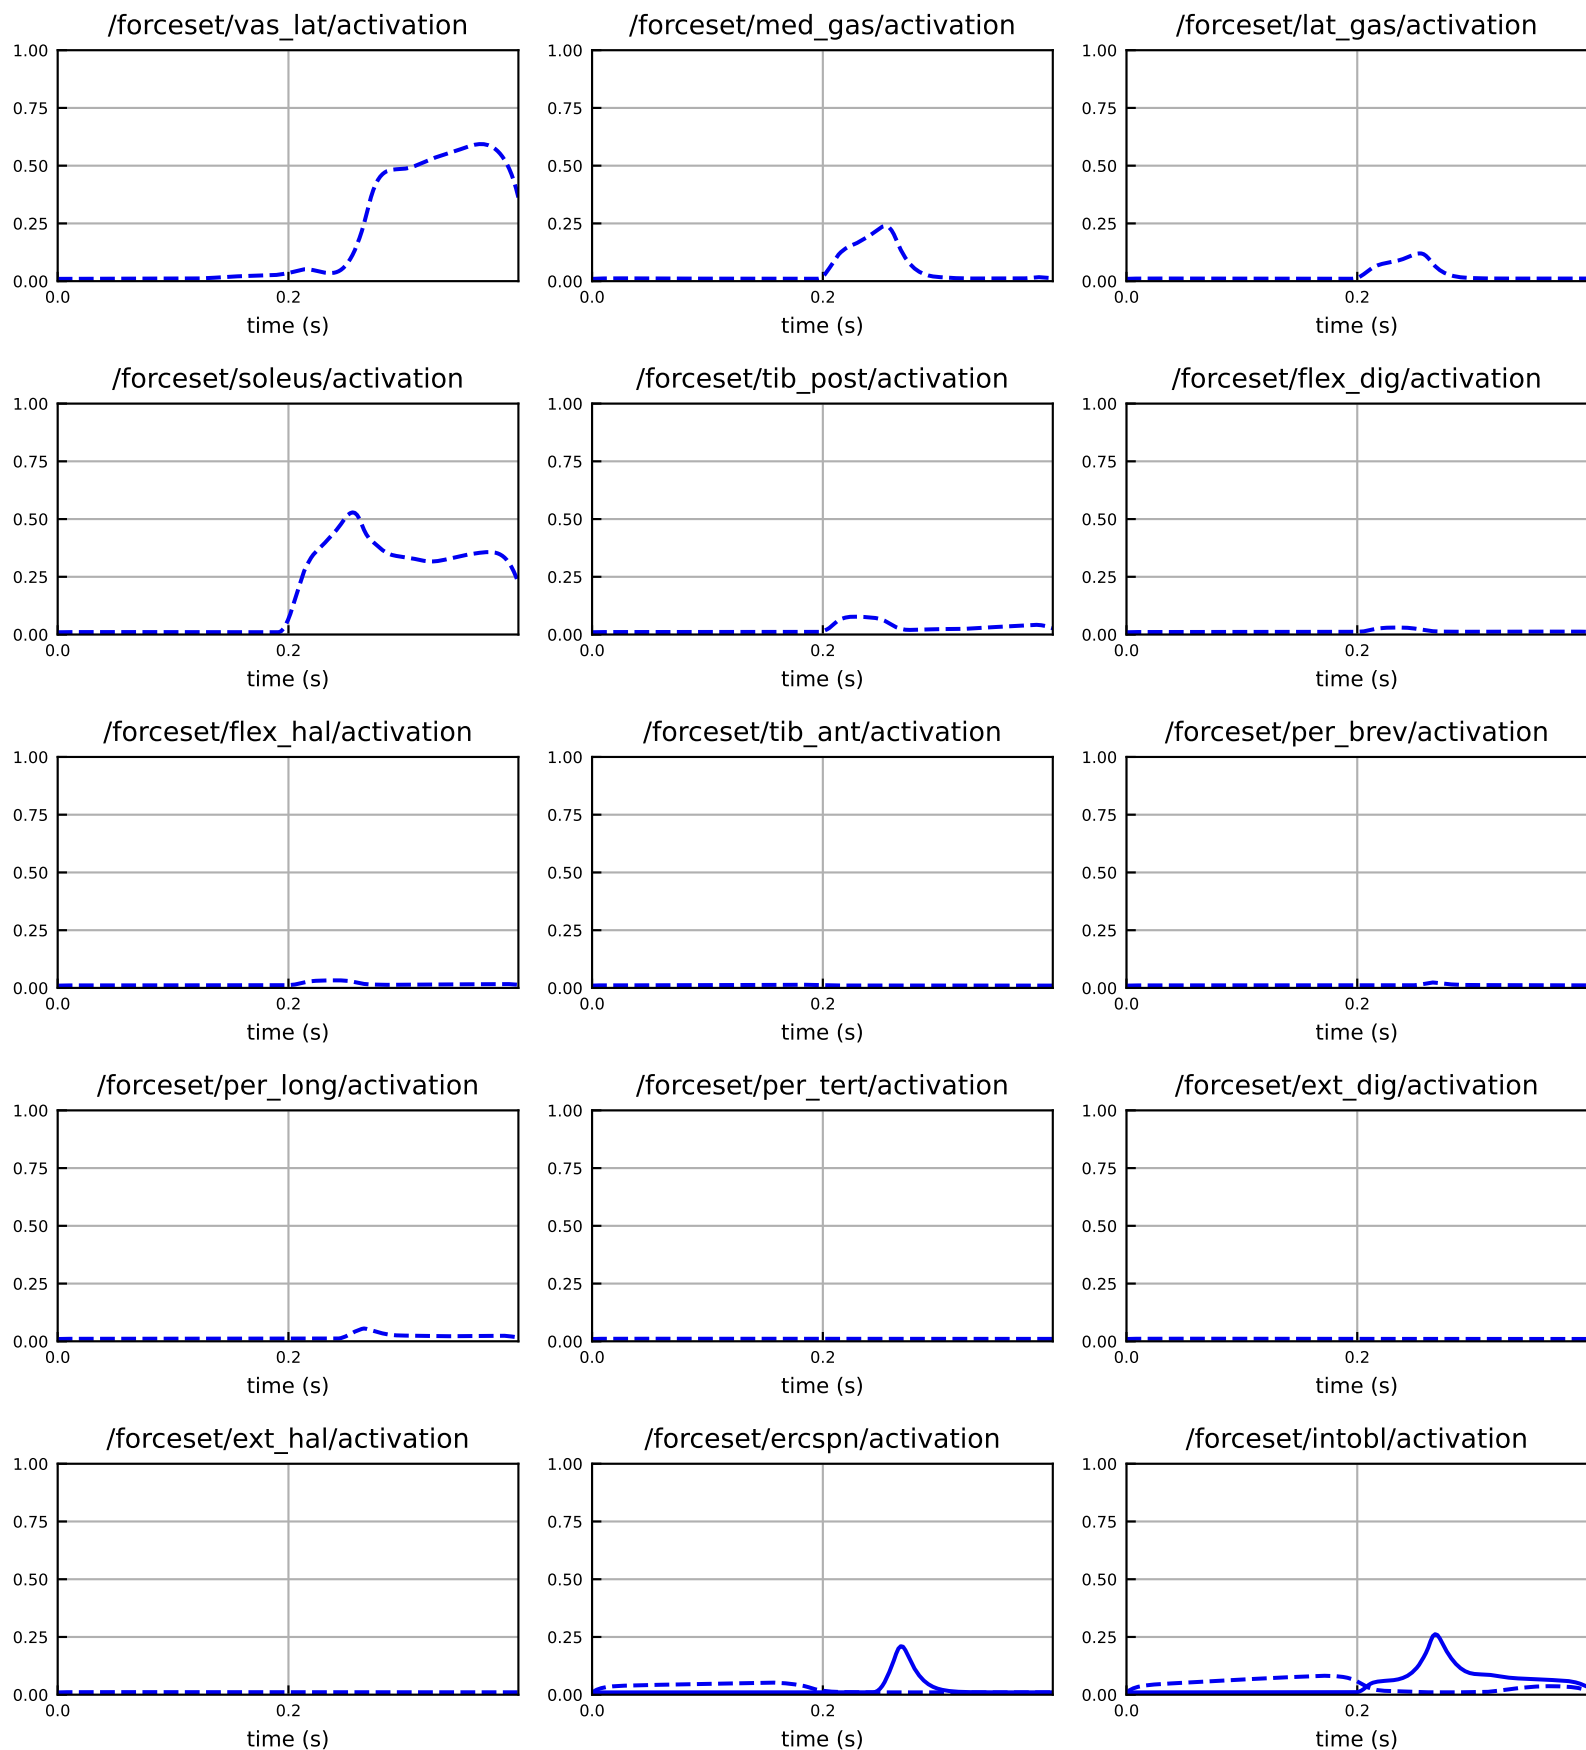 /forceset/vas_lat/activation /forceset/med_gas/activation /forceset/lat_gas/activation
1.00 1.00 1.00
0.75 0.75 0.75
0.50 0.50 0.50
0.25 0.25 0.25
0.00 0.00 0.00
0.0 0.2 0.0 0.2 0.0 0.2
time (s) time (s) time (s)
/forceset/soleus/activation /forceset/tib_post/activation /forceset/flex_dig/activation
1.00 1.00 1.00
0.75 0.75 0.75
0.50 0.50 0.50
0.25 0.25 0.25
0.00 0.00 0.00
0.0 0.2 0.0 0.2 0.0 0.2
time (s) time (s) time (s)
/forceset/flex_hal/activation /forceset/tib_ant/activation /forceset/per_brev/activation
1.00 1.00 1.00
0.75 0.75 0.75
0.50 0.50 0.50
0.25 0.25 0.25
0.00 0.00 0.00
0.0 0.2 0.0 0.2 0.0 0.2
time (s) time (s) time (s)
/forceset/per_long/activation /forceset/per_tert/activation /forceset/ext_dig/activation
1.00 1.00 1.00
0.75 0.75 0.75
0.50 0.50 0.50
0.25 0.25 0.25
0.00 0.00 0.00
0.0 0.2 0.0 0.2 0.0 0.2
time (s) time (s) time (s)
/forceset/ext_hal/activation /forceset/ercspn/activation /forceset/intobl/activation
1.00 1.00 1.00
0.75 0.75 0.75
0.50 0.50 0.50
0.25 0.25 0.25
0.00 0.00 0.00
0.0 0.2 0.0 0.2 0.0 0.2
time (s) time (s) time (s)